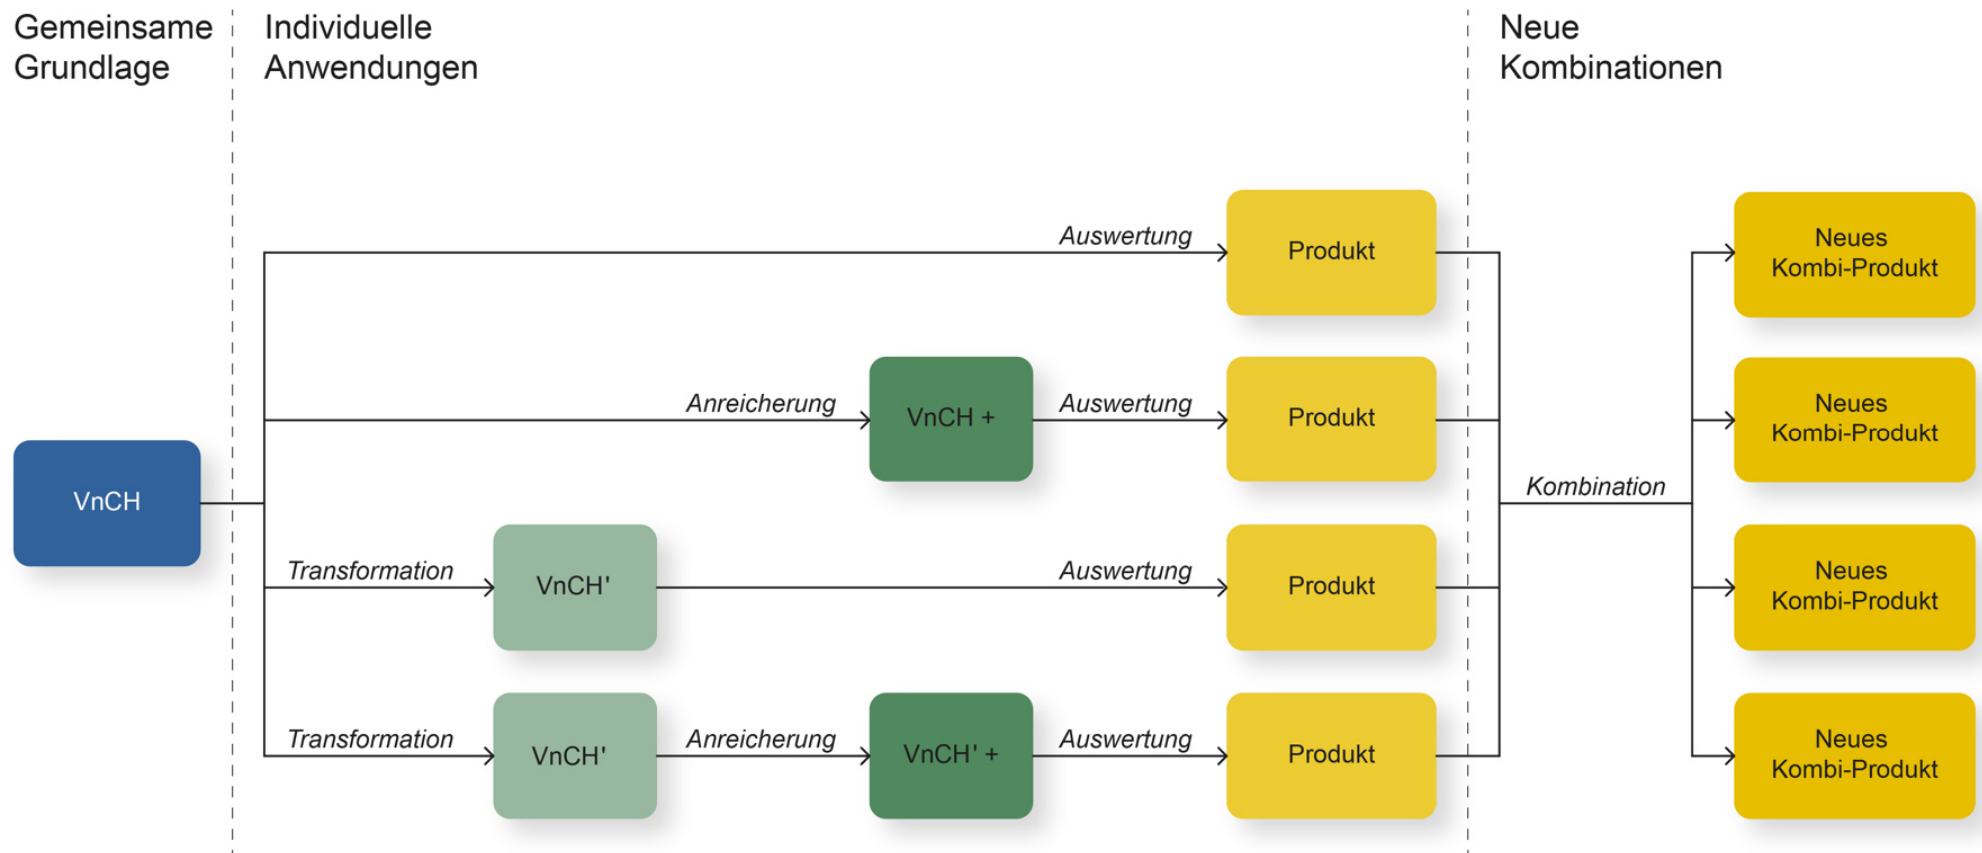 Gemeinsame
Grundlage
Individuelle
Anwendungen
Neue
Kombinationen
VnCH
Auswertung
Produkt
Anreicherung
VnCH +
Auswertung
Produkt
Transformation
VnCH'
Auswertung
Produkt
Transformation
VnCH'
Anreicherung
VnCH' +
Auswertung
Produkt
Kombination
Neues
Kombi-Produkt
Neues
Kombi-Produkt
Neues
Kombi-Produkt
Neues
Kombi-Produkt